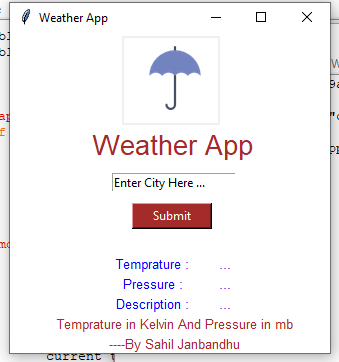 Weather App
Weather App
Enter City Here ...
Submit
Temprature : ...
Pressure : ...
Description : ...
Temprature in Kelvin And Pressure in mb
----By Sahil Janbandhu
current